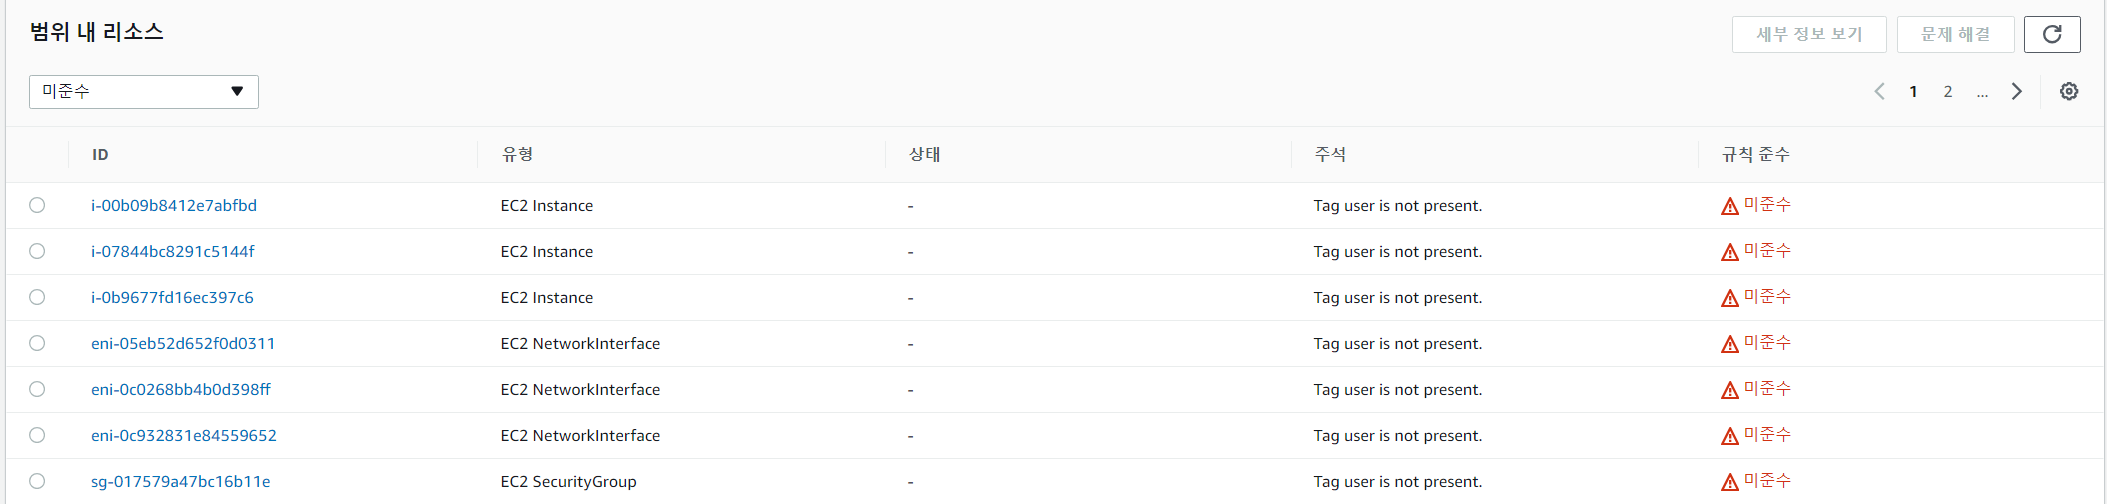 범위 내 리소스
세부 정보 보기 문제 해결
미준수
1 2 ...
ID 유형 상태 주석 규칙 준수
i-00b09b8412e7abfbd EC2 Instance - Tag user is not present. 미준수
i-07844bc8291c5144f EC2 Instance - Tag user is not present. 미준수
i-0b9677fd16ec397c6 EC2 Instance - Tag user is not present. 미준수
eni-05eb52d652f0d0311 EC2 NetworkInterface - Tag user is not present. 미준수
eni-0c0268bb4b0d398ff EC2 NetworkInterface - Tag user is not present. 미준수
eni-0c932831e84559652 EC2 NetworkInterface - Tag user is not present. 미준수
sg-017579a47bc16b11e EC2 SecurityGroup - Tag user is not present. 미준수